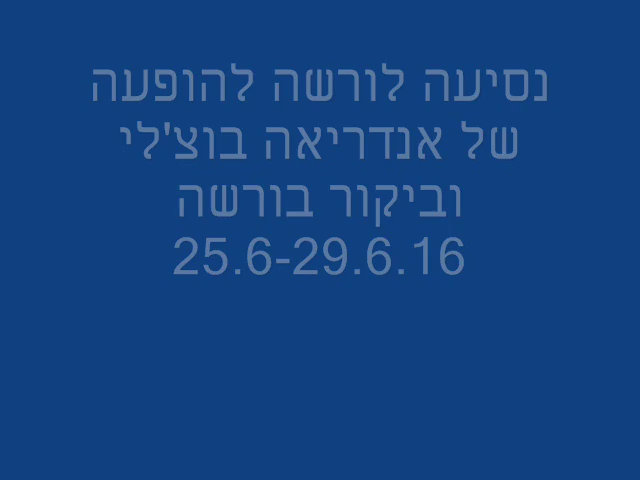 נסיעה לורשה להופעה
של אנדריאה בוצ'לי
וביקור בורשה
25.6-29.6.16